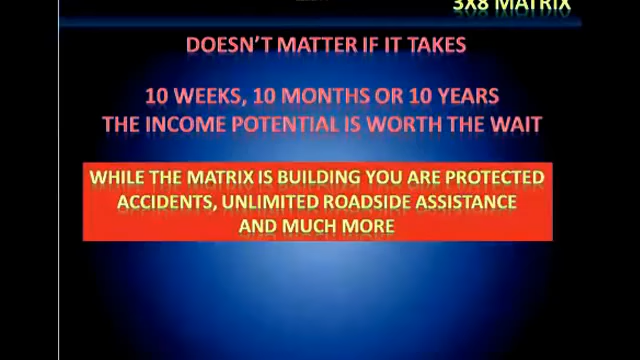 3X8 MATRIX
DOESN'T MATTER IF IT TAKES
10 WEEKS, 10 MONTHS OR 10 YEARS
THE INCOME POTENTIAL IS WORTH THE WAIT
WHILE THE MATRIX IS BUILDING YOU ARE PROTECTED
ACCIDENTS, UNLIMITED ROADSIDE ASSISTANCE
AND MUCH MORE